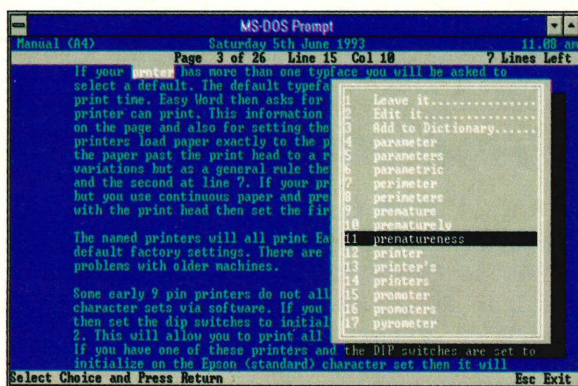 MS-DOS Prompt
Manual (A4) Saturday 5th June 1993 11.08 am
Page 3 of 26 Line 15 Col 10 7 Lines Left
If your prnter has more than one typface you will be asked to
select a default. The default typefa
print time. Easy Word then asks for
printer can print. This information
on the page and also for setting the
printers load paper exactly to the p
the paper past the print head to a r
variations but as a general rule the
and the second at line 7. If your pr
but you use continuous paper and pre
with the print head then set the fir
The named printers will all print Ea
default factory settings. There are
problems with older machines.
Some early 9 pin printers do not all
character sets via software. If you
then set the dip switches to initial
2. This will allow you to print all
If you have one of these printers and the DIP switches are set to
initialize on the Epson (standard) character set then it will
1 Leave it................
2 Edit it................
3 Add to Dictionary......
4 parameter
5 parameters
6 parametric
7 perimeter
8 perimeters
9 premature
10 prematurely
11 prematureness
12 printer
13 printer's
14 printers
15 promoter
16 promoters
17 pyrometer
Select Choice and Press Return Esc Exit